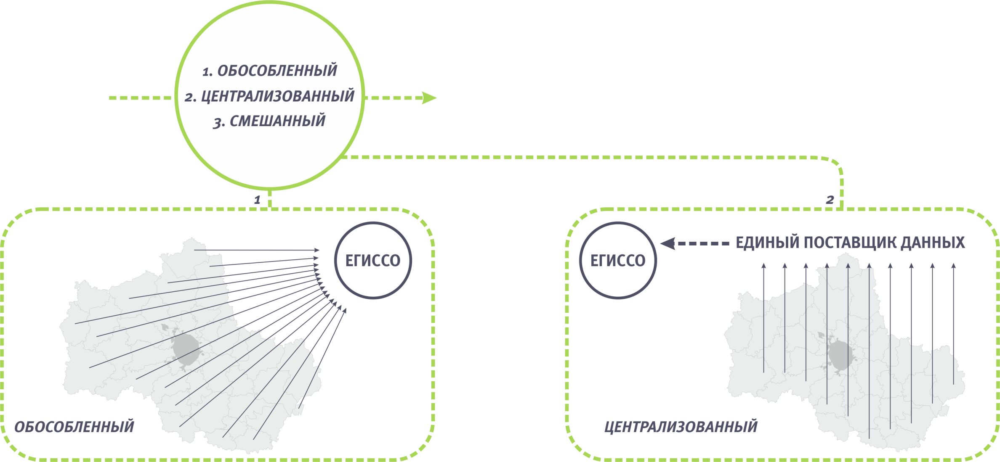 1. ОБОСОБЛЕННЫЙ
2. ЦЕНТРАЛИЗОВАННЫЙ
3. СМЕШАННЫЙ
1
2
ЕГИССО
ОБОСОБЛЕННЫЙ
ЕГИССО
ЕДИНЫЙ ПОСТАВЩИК ДАННЫХ
ЦЕНТРАЛИЗОВАННЫЙ